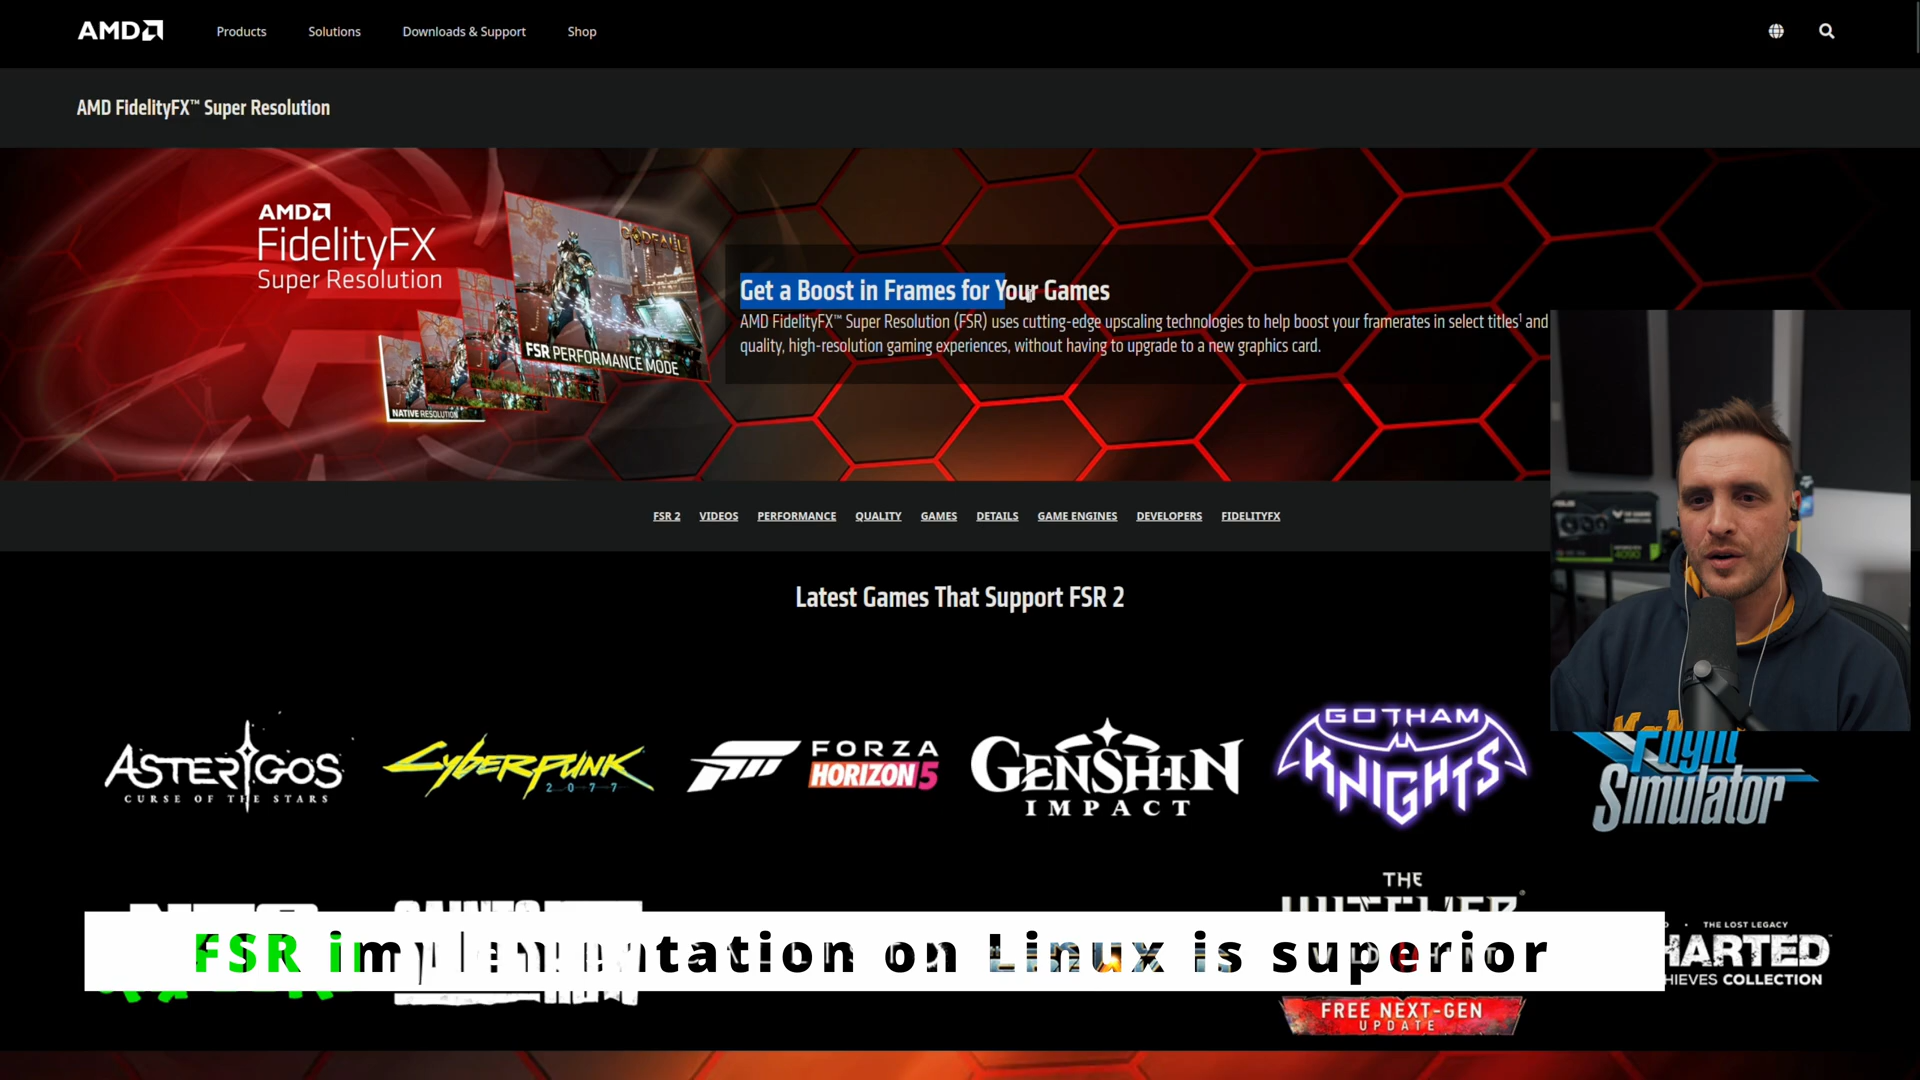 AMD
Products
Solutions
Downloads & Support
Shop
AMD FidelityFX™ Super Resolution
AMD
FidelityFX
Super Resolution
GODFALL
FSR PERFORMANCE MODE
NATIVE RESOLUTION
Get a Boost in Frames for Your Games
AMD FidelityFX™ Super Resolution (FSR) uses cutting-edge upscaling technologies to help boost your framerates in select titles¹ and
quality, high-resolution gaming experiences, without having to upgrade to a new graphics card.
FSR 2
VIDEOS
PERFORMANCE
QUALITY
GAMES
DETAILS
GAME ENGINES
DEVELOPERS
FIDELITYFX
Latest Games That Support FSR 2
ASUS
4090
ASTERIGOS
CURSE OF THE STARS
Cyberpunk
2077
FORZA
HORIZON 5
GENSHIN
IMPACT
GOTHAM
KNIGHTS
Flight
Simulator
THE
WITCHER
FSR implementation on Linux is superior
THE LOST LEGACY
HARTED
HIEVES COLLECTION
FREE NEXT-GEN
UPDATE